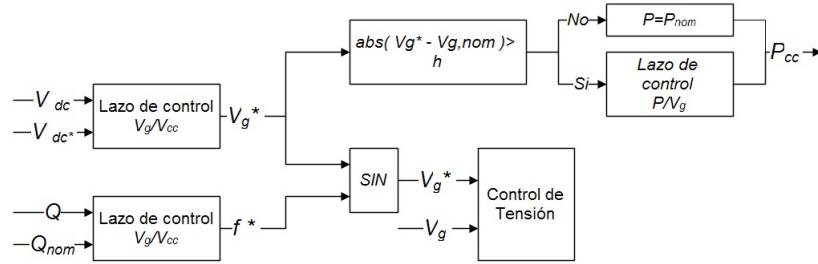 No
P=Pnom
abs( Vg* - Vg,nom )>
h
Pcc
Si
Lazo de
control
P/Vg
V dc
V dc*
Lazo de control
Vg/Vcc
Vg*
SIN
Vg*
Vg
Control de
Tensión
Q
Qnom
Lazo de control
Vg/Vcc
f *